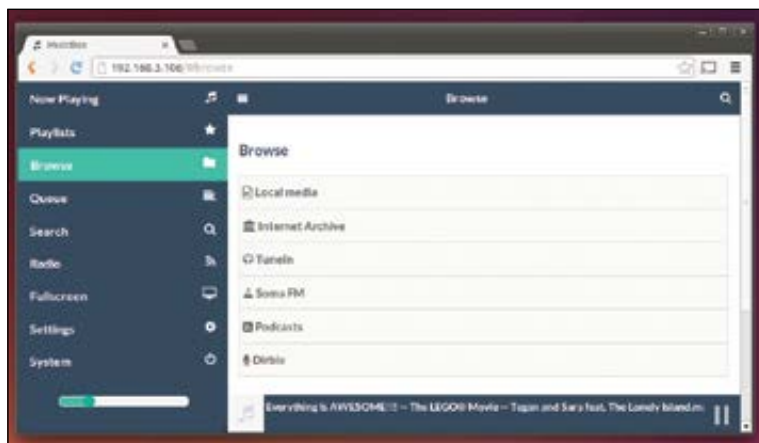 MusicBox
192.168.3.106/#browse
Now Playing
Playlists
Browse
Queue
Search
Radio
Fullscreen
Settings
System
Browse
Browse
Local media
Internet Archive
TuneIn
Soma FM
Podcasts
Dirble
Everything Is AWESOME!!! -- The LEGO® Movie -- Tegan and Sara feat. The Lonely Island.m